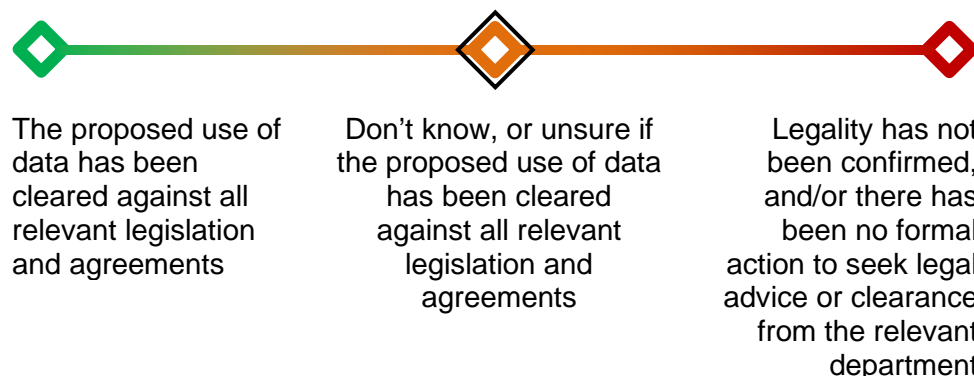 The proposed use of
data has been
cleared against all
relevant legislation
and agreements
Don’t know, or unsure if
the proposed use of data
has been cleared
against all relevant
legislation and
agreements
Legality has not
been confirmed,
and/or there has
been no formal
action to seek legal
advice or clearance
from the relevant
department